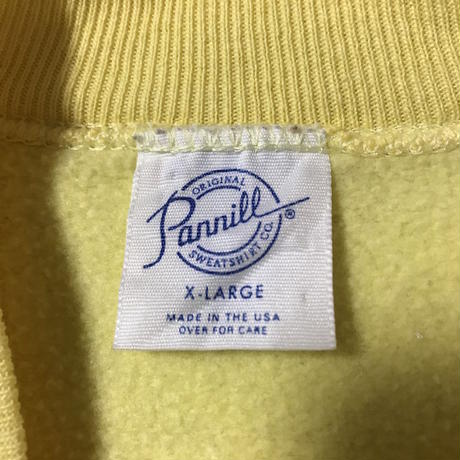 ORIGINAL
Pannill®
SWEATSHIRT CO.
X-LARGE
MADE IN THE USA
OVER FOR CARE